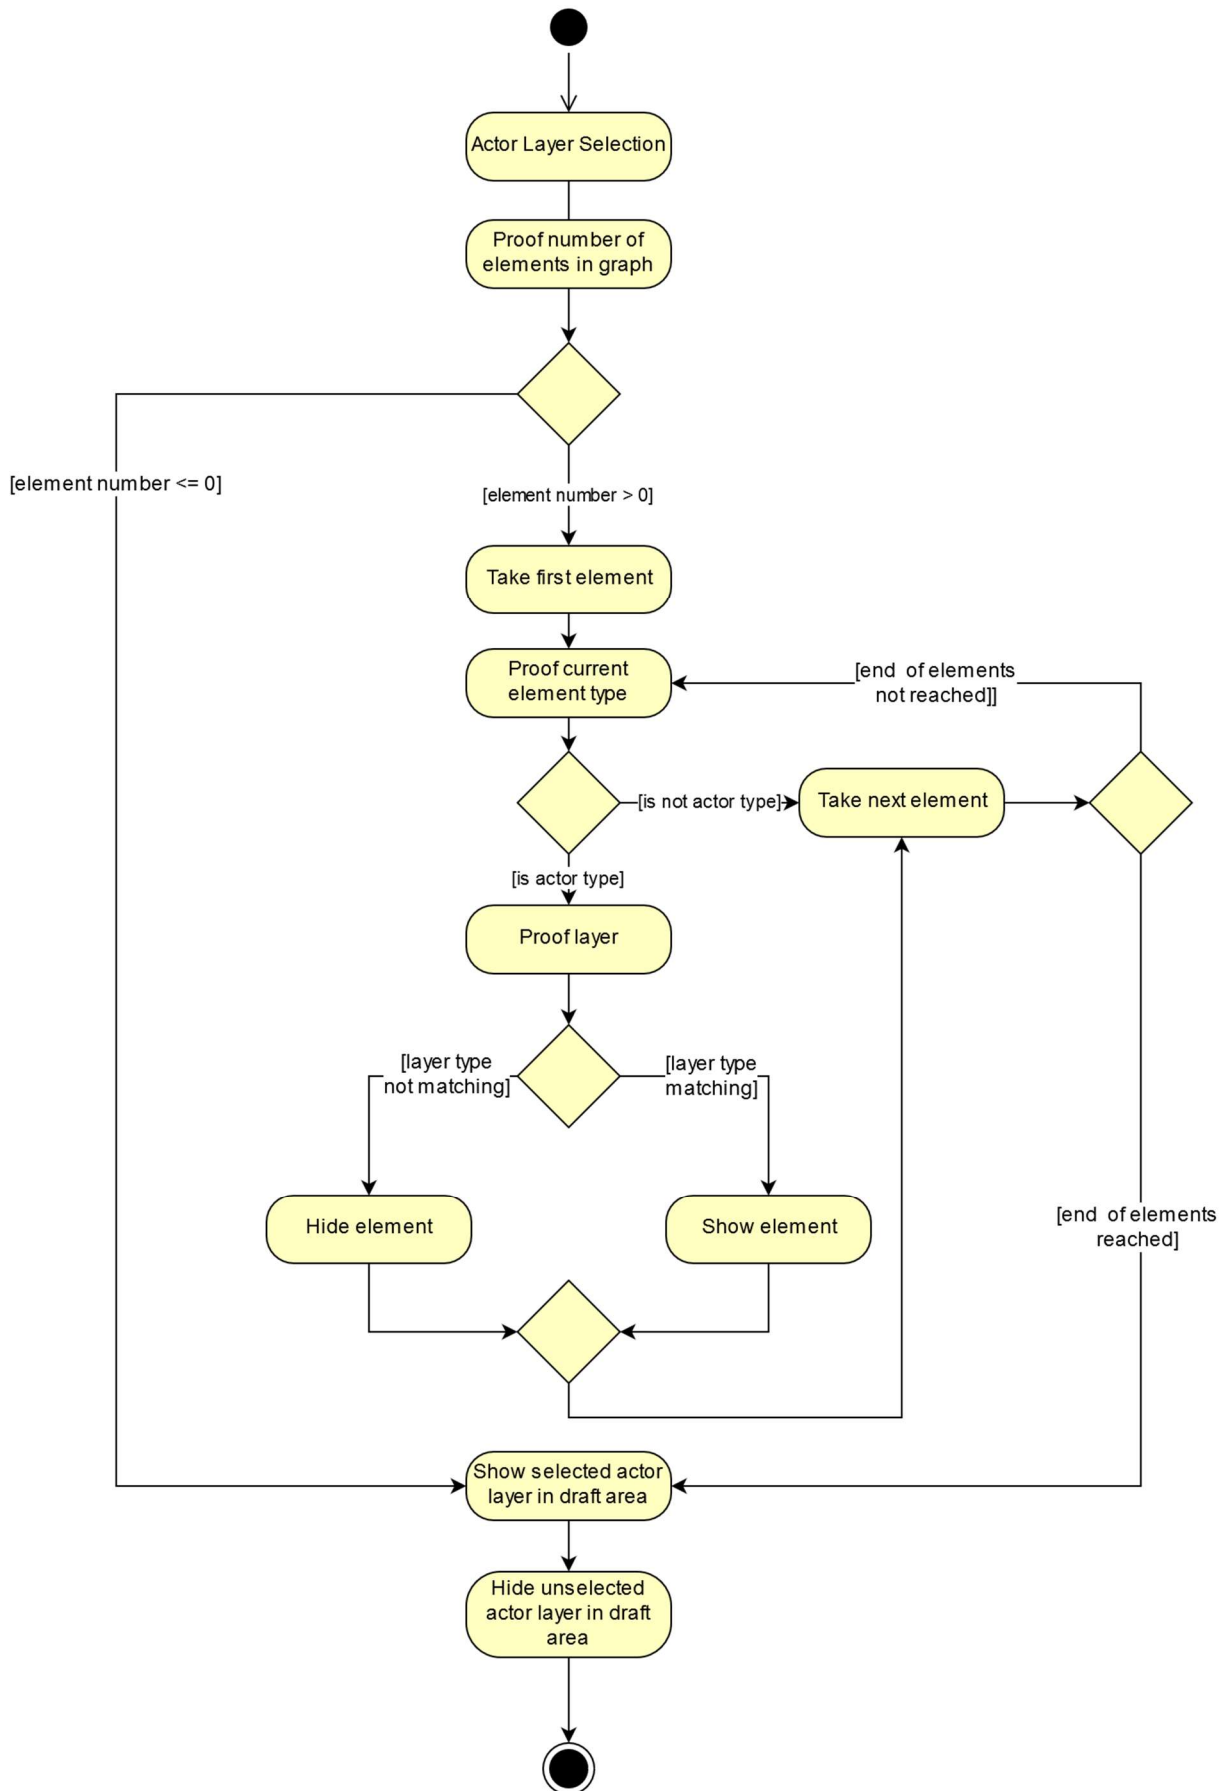 Actor Layer Selection
Proof number of
elements in graph
[element number <= 0]
[element number > 0]
Take first element
Proof current
element type
[end of elements
not reached]]
[is not actor type]
Take next element
[is actor type]
Proof layer
[layer type
not matching]
[layer type
matching]
Hide element
Show element
[end of elements
reached]
Show selected actor
layer in draft area
Hide unselected
actor layer in draft
area